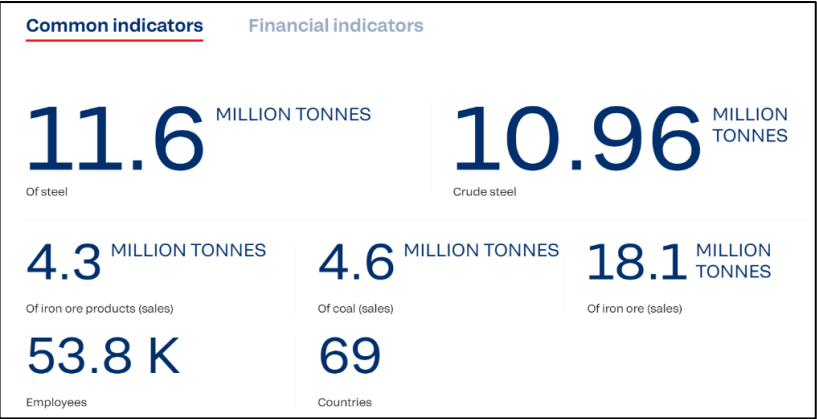 Common indicators
Financial indicators
11.6 MILLION TONNES
Of steel
10.96 MILLION
TONNES
Crude steel
4.3 MILLION TONNES
Of iron ore products (sales)
4.6 MILLION TONNES
Of coal (sales)
18.1 MILLION
TONNES
Of iron ore (sales)
53.8 K
Employees
69
Countries